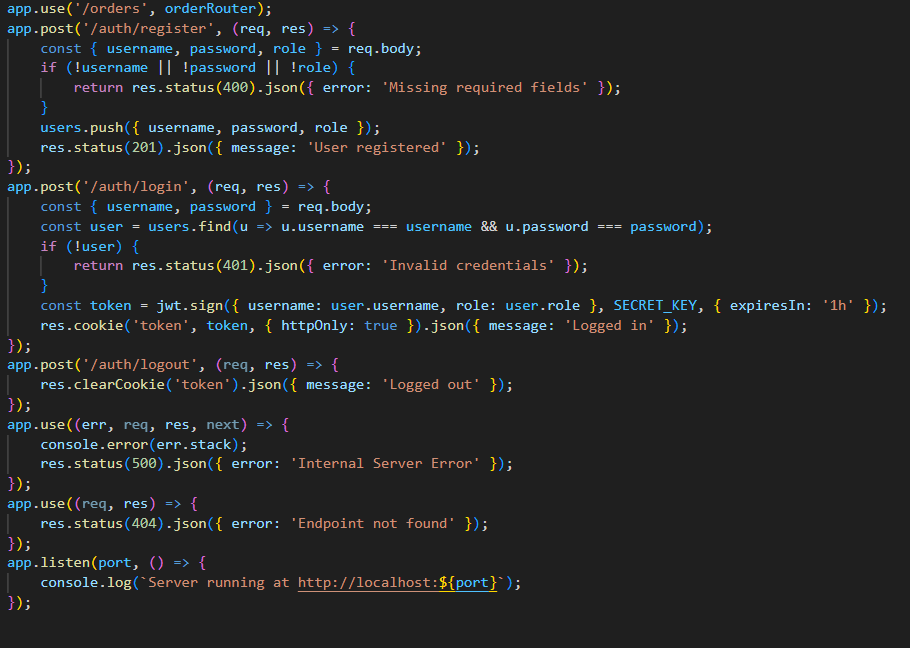 app.use('/orders', orderRouter);
app.post('/auth/register', (req, res) => {
    const { username, password, role } = req.body;
    if (!username || !password || !role) {
        return res.status(400).json({ error: 'Missing required fields' });
    }
    users.push({ username, password, role });
    res.status(201).json({ message: 'User registered' });
});
app.post('/auth/login', (req, res) => {
    const { username, password } = req.body;
    const user = users.find(u => u.username === username && u.password === password);
    if (!user) {
        return res.status(401).json({ error: 'Invalid credentials' });
    }
    const token = jwt.sign({ username: user.username, role: user.role }, SECRET_KEY, { expiresIn: '1h' });
    res.cookie('token', token, { httpOnly: true }).json({ message: 'Logged in' });
});
app.post('/auth/logout', (req, res) => {
    res.clearCookie('token').json({ message: 'Logged out' });
});
app.use((err, req, res, next) => {
    console.error(err.stack);
    res.status(500).json({ error: 'Internal Server Error' });
});
app.use((req, res) => {
    res.status(404).json({ error: 'Endpoint not found' });
});
app.listen(port, () => {
    console.log(`Server running at http://localhost:${port}`);
});